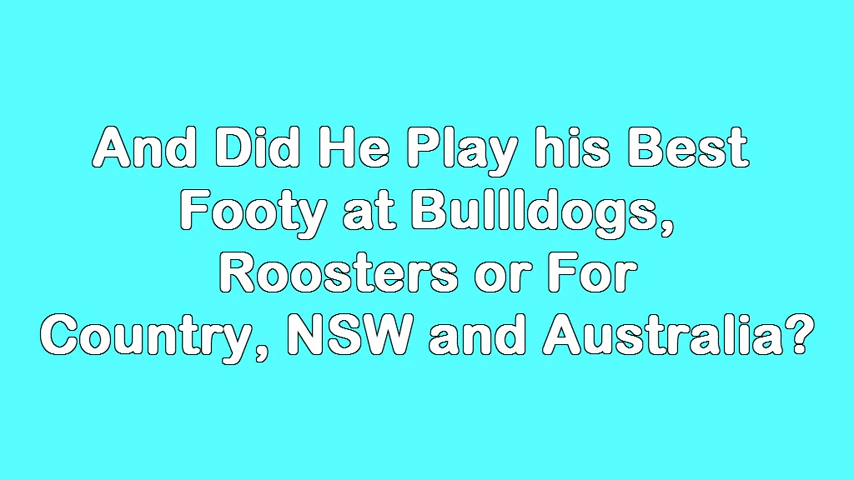 And Did He Play his Best
Footy at Bullldogs,
Roosters or For
Country, NSW and Australia?